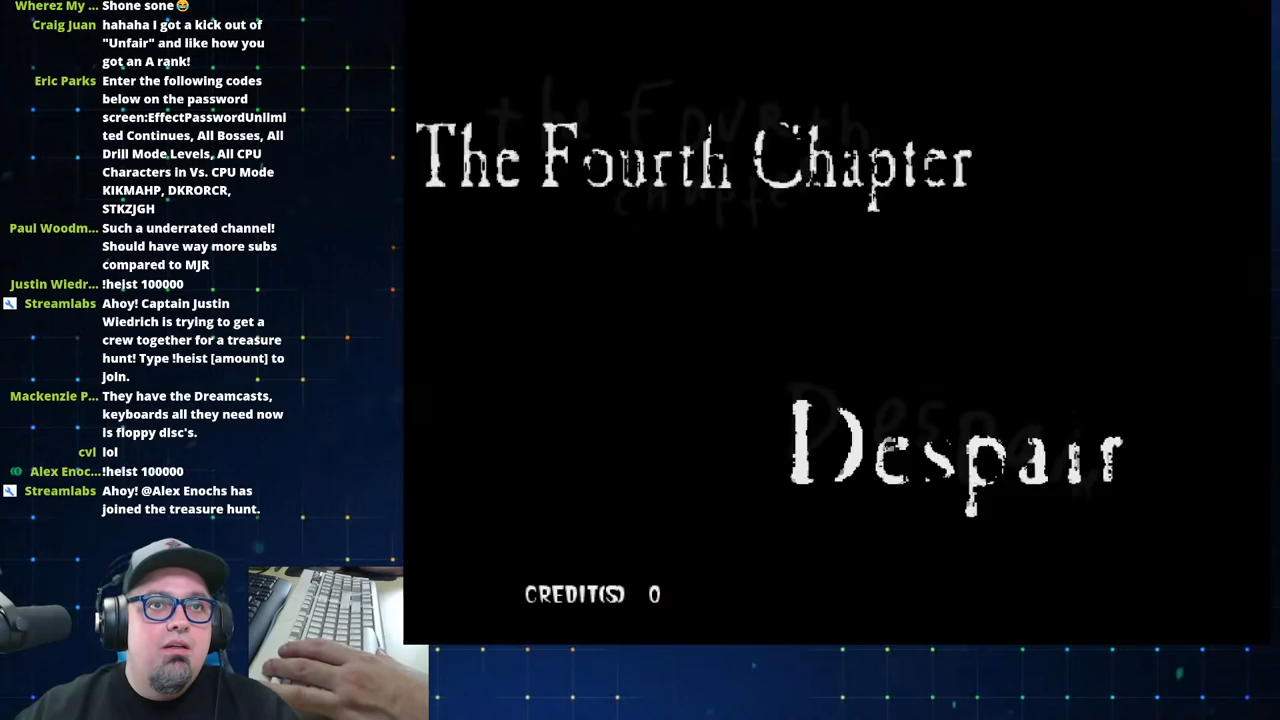 Wherez My ... Shone sone😂
Craig Juan hahaha I got a kick out of
"Unfair" and like how you
got an A rank!
Eric Parks Enter the following codes
below on the password
screen:EffectPasswordUnlimi
ted Continues, All Bosses, All
Drill Mode Levels, All CPU
Characters in Vs. CPU Mode
KIKMAHP, DKRORCR,
STKZJGH
Paul Woodm... Such a underrated channel!
Should have way more subs
compared to MJR
Justin Wiedr... !heist 100000
Streamlabs Ahoy! Captain Justin
Wiedrich is trying to get a
crew together for a treasure
hunt! Type !heist [amount] to
join.
Mackenzie P... They have the Dreamcasts,
keyboards all they need now
is floppy disc's.
cvl lol
Alex Enoc... !heist 100000
Streamlabs Ahoy! @Alex Enochs has
joined the treasure hunt.
the Fourth
The Fourth Chapter
chapte
Despair
Despair
CREDIT(S) 0